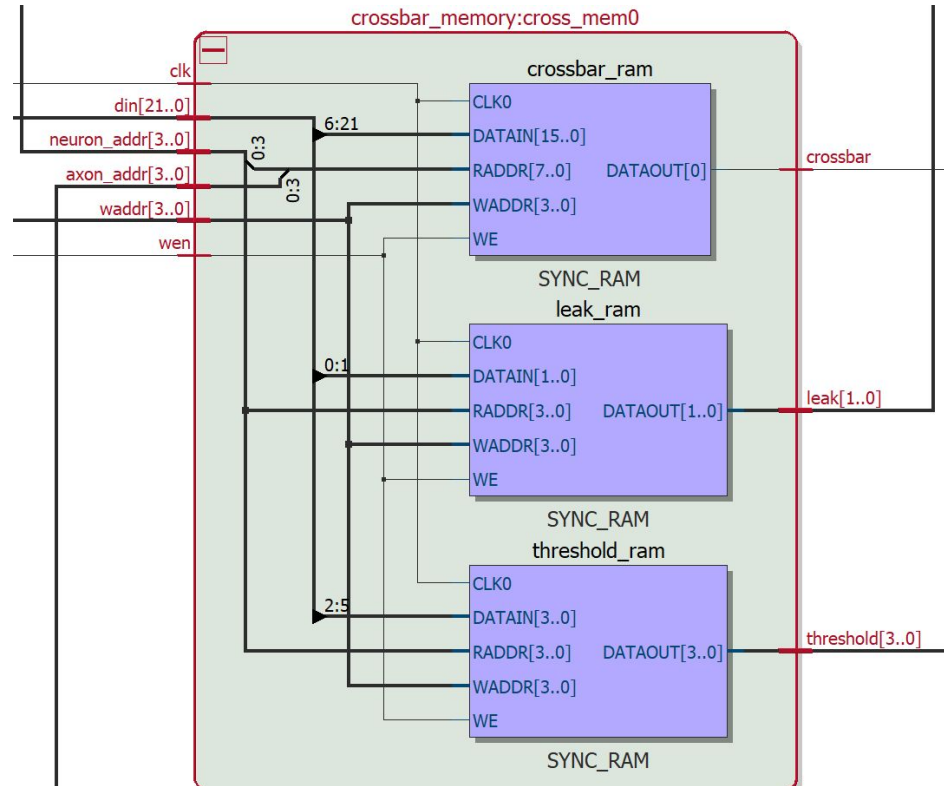 crossbar_memory:cross_mem0
clk
din[21..0]
neuron_addr[3..0]
axon_addr[3..0]
waddr[3..0]
wen
0:3
0:3
6:21
0:1
2:5
crossbar_ram
CLK0
DATAIN[15..0]
RADDR[7..0] DATAOUT[0]
WADDR[3..0]
WE
SYNC_RAM
crossbar
leak_ram
CLK0
DATAIN[1..0]
RADDR[3..0] DATAOUT[1..0]
WADDR[3..0]
WE
SYNC_RAM
leak[1..0]
threshold_ram
CLK0
DATAIN[3..0]
RADDR[3..0] DATAOUT[3..0]
WADDR[3..0]
WE
SYNC_RAM
threshold[3..0]